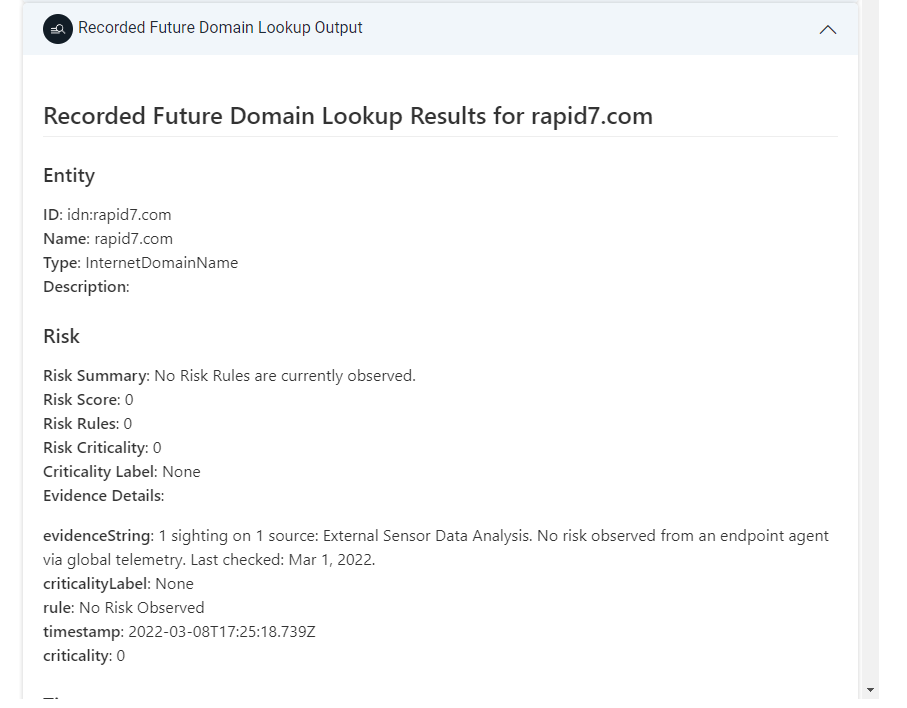 Recorded Future Domain Lookup Output
Recorded Future Domain Lookup Results for rapid7.com
Entity
ID: idn:rapid7.com
Name: rapid7.com
Type: InternetDomainName
Description:
Risk
Risk Summary: No Risk Rules are currently observed.
Risk Score: 0
Risk Rules: 0
Risk Criticality: 0
Criticality Label: None
Evidence Details:
evidenceString: 1 sighting on 1 source: External Sensor Data Analysis. No risk observed from an endpoint agent
via global telemetry. Last checked: Mar 1, 2022.
criticalityLabel: None
rule: No Risk Observed
timestamp: 2022-03-08T17:25:18.739Z
criticality: 0